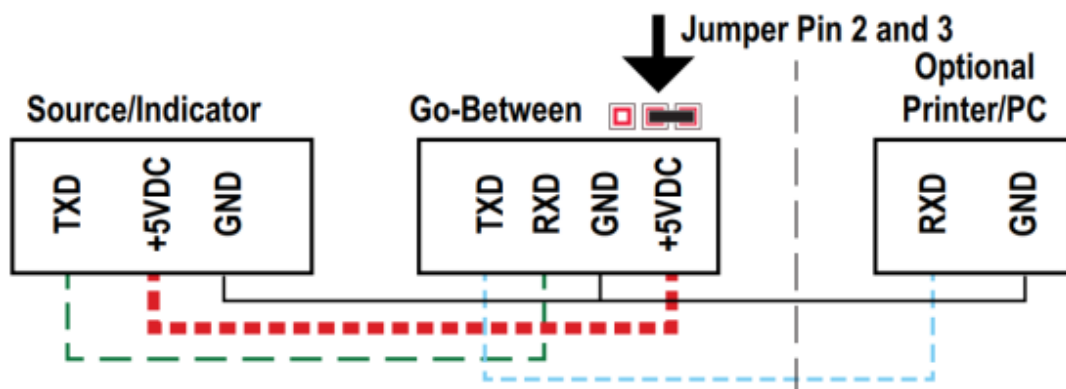 Jumper Pin 2 and 3
Source/Indicator
Go-Between
Optional
Printer/PC
TXD
+5VDC
GND
TXD
RXD
GND
+5VDC
RXD
GND